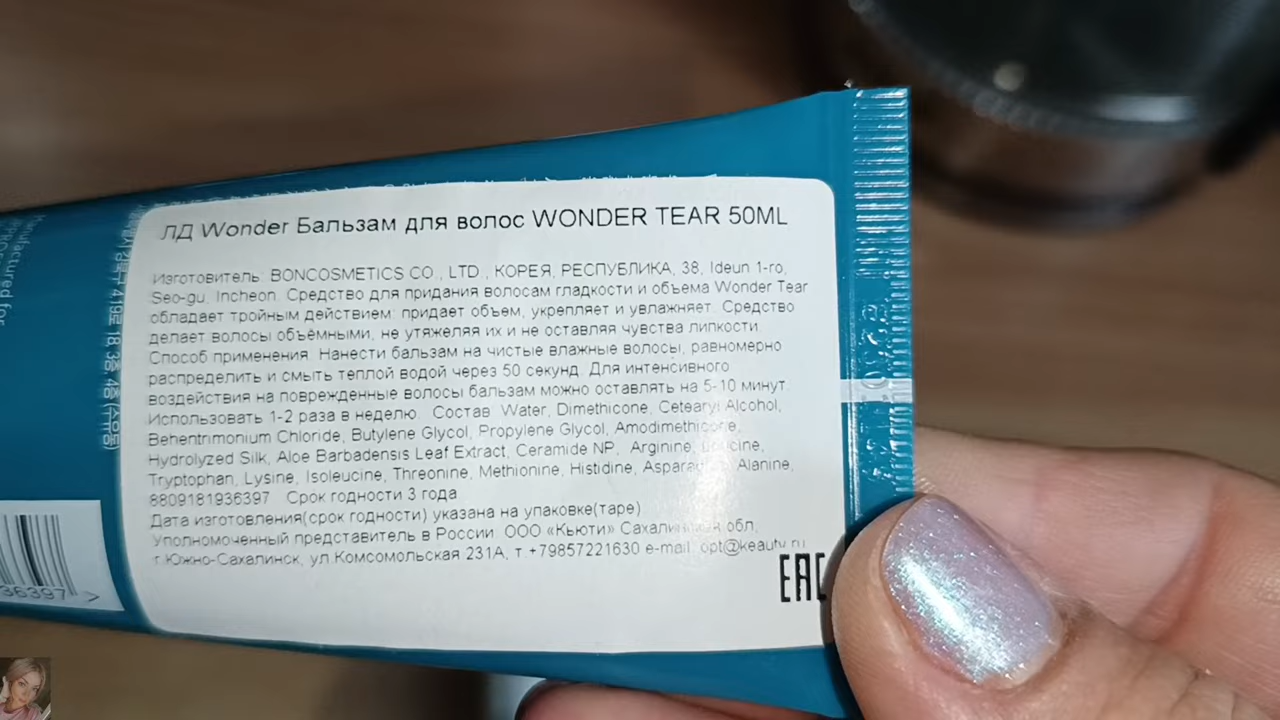 ЛД Wonder Бальзам для волос WONDER TEAR 50ML
Изготовитель: BONCOSMETICS CO., LTD., КОРЕЯ, РЕСПУБЛИКА, 38, Ideun 1-ro,
Seo-gu, Incheon. Средство для придания волосам гладкости и объема Wonder Tear
обладает тройным действием: придает объем, укрепляет и увлажняет. Средство
делает волосы объёмными, не утяжеляя их и не оставляя чувства липкости.
Способ применения: Нанести бальзам на чистые влажные волосы, равномерно
распределить и смыть теплой водой через 50 секунд. Для интенсивного
воздействия на поврежденные волосы бальзам можно оставлять на 5-10 минут.
Использовать 1-2 раза в неделю. Состав: Water, Dimethicone, Cetearyl Alcohol,
Behentrimonium Chloride, Butylene Glycol, Propylene Glycol, Amodimethicone,
Hydrolyzed Silk, Aloe Barbadensis Leaf Extract, Ceramide NP, Arginine, Leucine,
Tryptophan, Lysine, Isoleucine, Threonine, Methionine, Histidine, Alanine,
8809181936397 Срок годности 3 года
Дата изготовления(срок годности) указана на упаковке(таре)
Уполномоченный представитель в России: ООО «Кьюти» Сахалинская обл,
г.Южно-Сахалинск, ул.Комсомольская 231А, т.+79857221630 e-mail: opt@keauty.ru
EAC
36397 >